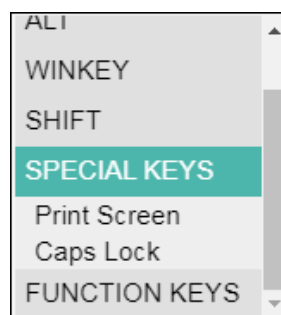 ALT
WINKEY
SHIFT
SPECIAL KEYS
Print Screen
Caps Lock
FUNCTION KEYS